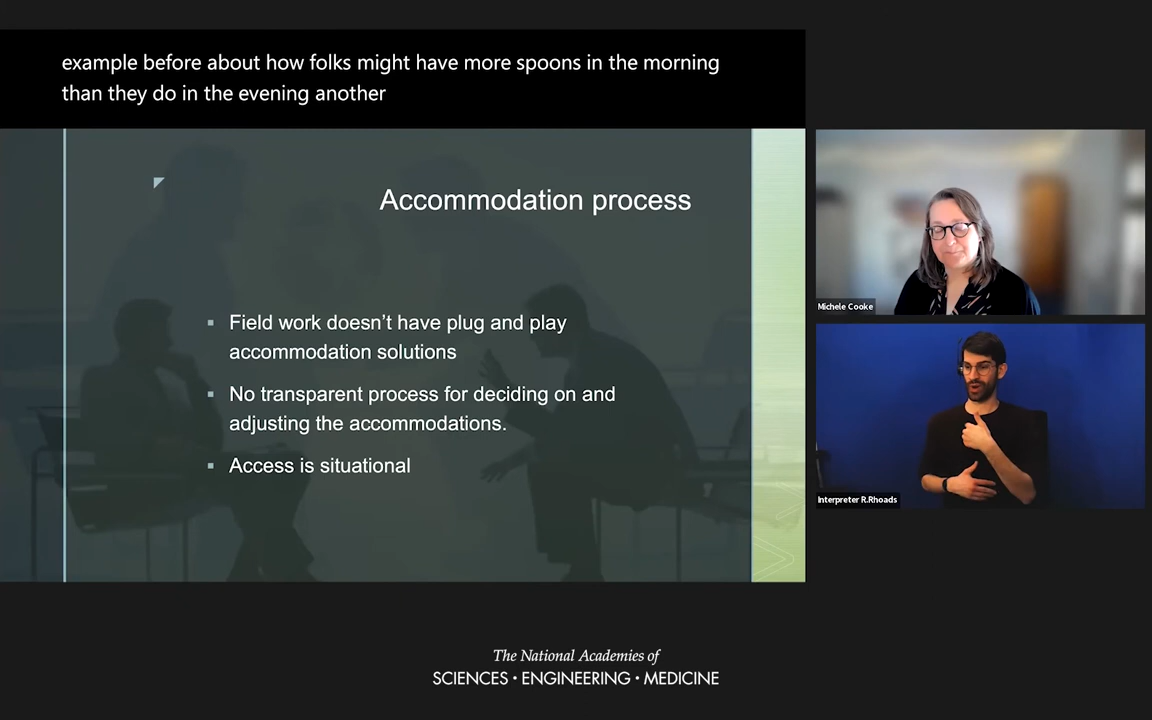 example before about how folks might have more spoons in the morning
than they do in the evening another
Accommodation process
Field work doesn't have plug and play
accommodation solutions
No transparent process for deciding on and
adjusting the accommodations.
Access is situational
Michele Cooke
Interpreter R.Rhoads
The National Academies of
SCIENCES • ENGINEERING • MEDICINE